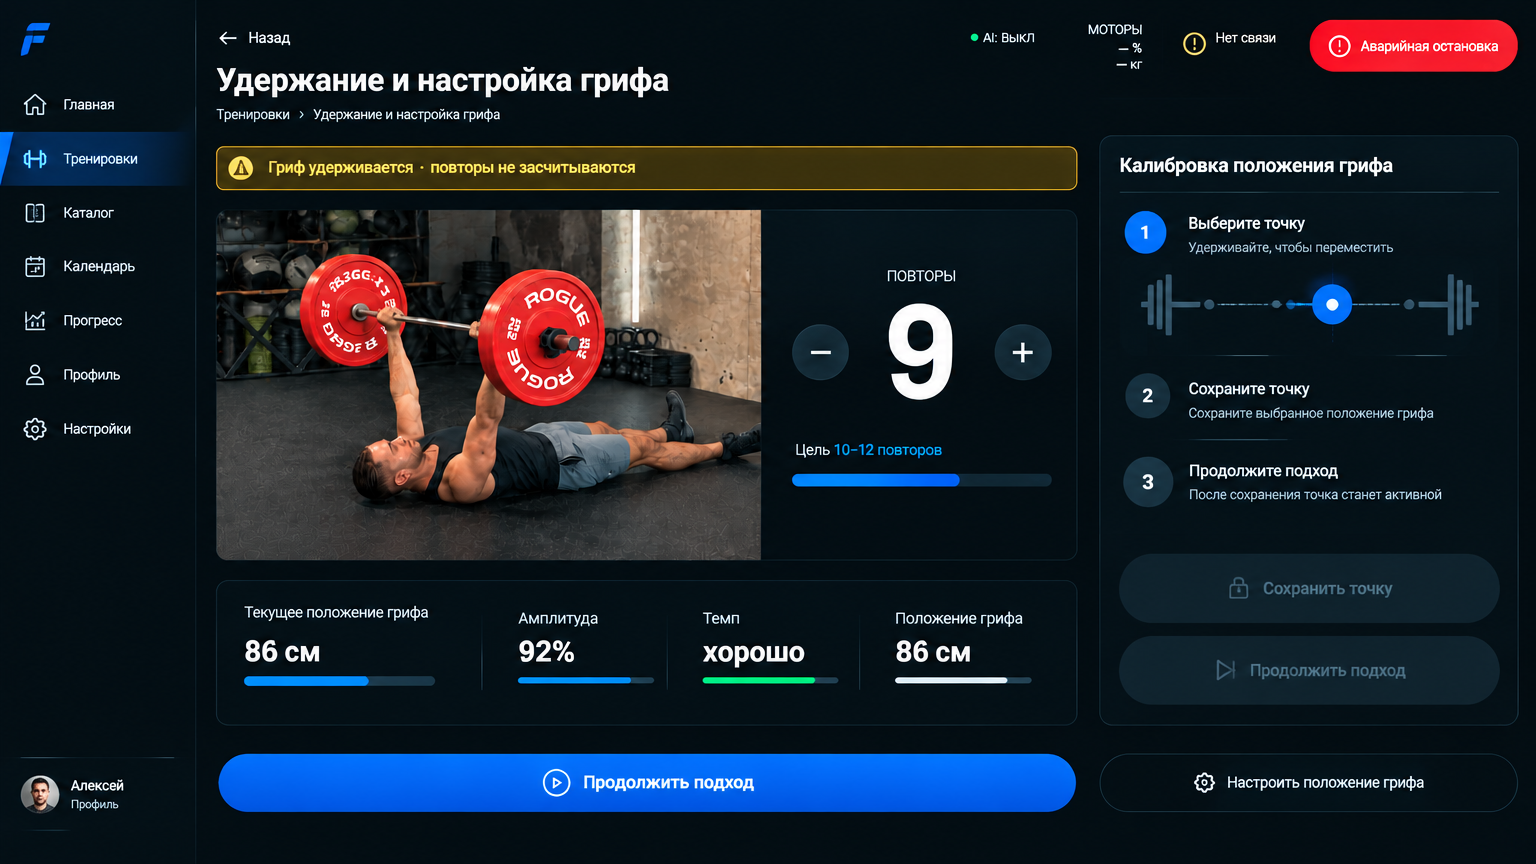 Назад
AI: ВЫКЛ
МОТОРЫ
– %
– кг
Нет связи
Аварийная остановка
Удержание и настройка грифа
Тренировки › Удержание и настройка грифа
Главная
Тренировки
Каталог
Календарь
Прогресс
Профиль
Настройки
Алексей
Профиль
Гриф удерживается · повторы не засчитываются
ROGUE
ROGUE
ПОВТОРЫ
−
9
+
Цель 10–12 повторов
Текущее положение грифа
86 см
Амплитуда
92%
Темп
хорошо
Положение грифа
86 см
Продолжить подход
Калибровка положения грифа
1
Выберите точку
Удерживайте, чтобы переместить
2
Сохраните точку
Сохраните выбранное положение грифа
3
Продолжите подход
После сохранения точка станет активной
Сохранить точку
Продолжить подход
Настроить положение грифа